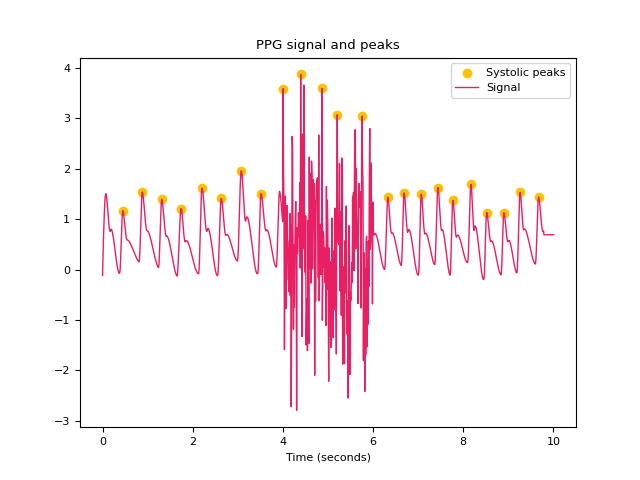 PPG signal and peaks
Systolic peaks
Signal
4
3
2
1
0
−1
−2
−3
0 2 4 6 8 10
Time (seconds)